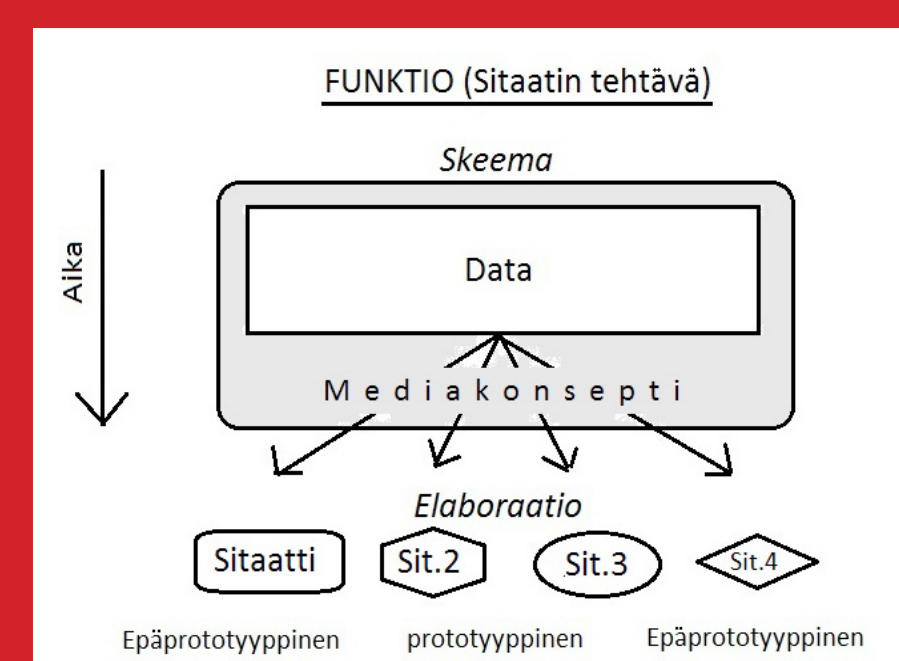 FUNKTIO (Sitaatin tehtävä)
Skeema
Aika
Data
Mediakonsepti
Elaboraatio
Sitaatti Sit.2 Sit.3 Sit.4
Epäprototyyppinen prototyyppinen Epäprototyyppinen